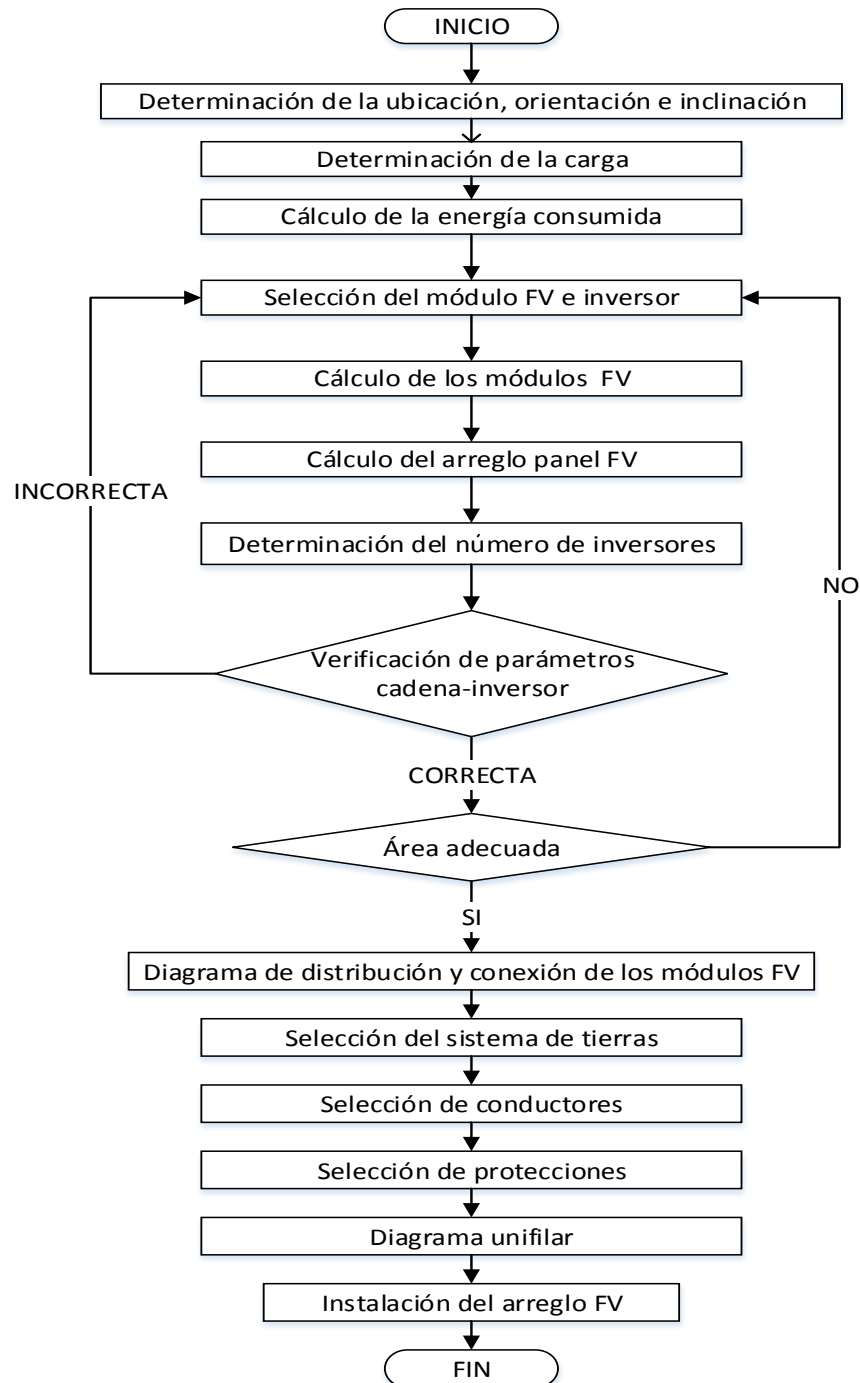 INICIO
Determinación de la ubicación, orientación e inclinación
Determinación de la carga
Cálculo de la energía consumida
Selección del módulo FV e inversor
Cálculo de los módulos FV
Cálculo del arreglo panel FV
INCORRECTA
Determinación del número de inversores
NO
Verificación de parámetros
cadena-inversor
CORRECTA
Área adecuada
SI
Diagrama de distribución y conexión de los módulos FV
Selección del sistema de tierras
Selección de conductores
Selección de protecciones
Diagrama unifilar
Instalación del arreglo FV
FIN